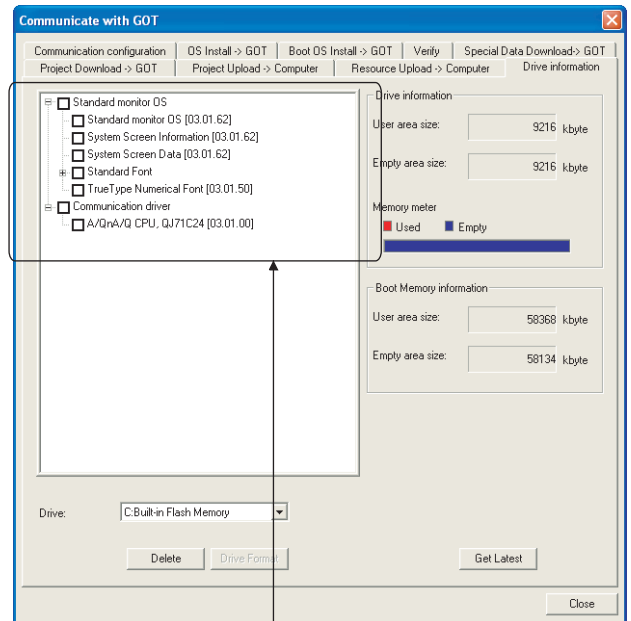 Communicate with GOT
Communication configuration | OS Install -> GOT | Boot OS Install -> GOT | Verify | Special Data Download-> GOT
Project Download -> GOT | Project Upload -> Computer | Resource Upload -> Computer | Drive information
Standard monitor OS
Standard monitor OS [03.01.62]
System Screen Information [03.01.62]
System Screen Data [03.01.62]
Standard Font
TrueType Numerical Font [03.01.50]
Communication driver
A/QnA/Q CPU, QJ71C24 [03.01.00]
Drive information
User area size: 9216 kbyte
Empty area size: 9216 kbyte
Memory meter
Used Empty
Boot Memory information
User area size: 58368 kbyte
Empty area size: 58134 kbyte
Drive: C:Built-in Flash Memory
Delete Drive Format Get Latest
Close